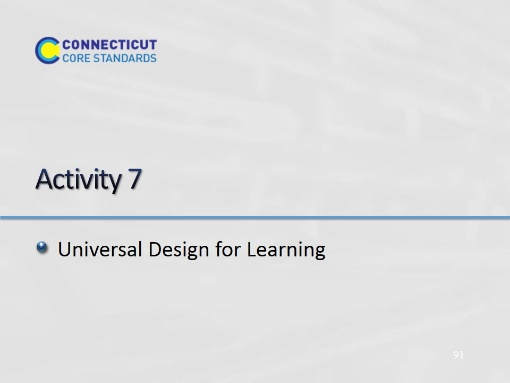 CONNECTICUT
CORE STANDARDS
Activity 7
Universal Design for Learning
91